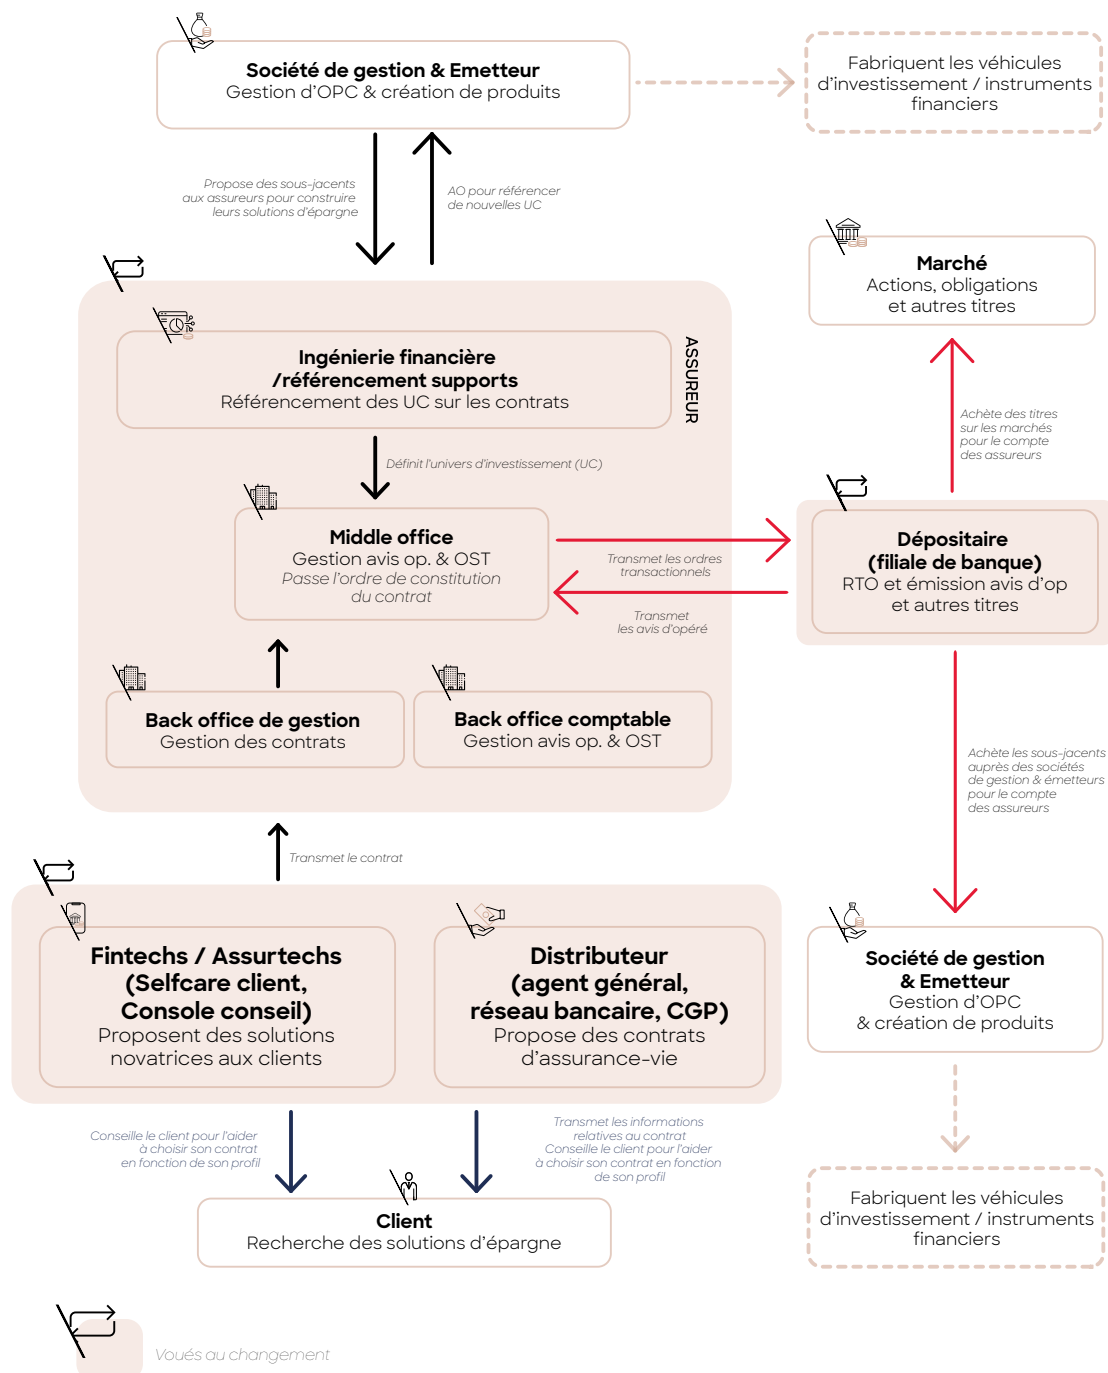 Société de gestion & Emetteur
Gestion d'OPC & création de produits
Fabriquent les véhicules
d'investissement / instruments
financiers
Propose des sous-jacents
aux assureurs pour construire
leurs solutions d'épargne
AO pour référencer
de nouvelles UC
Marché
Actions, obligations
et autres titres
ASSUREUR
Ingénierie financière
/référencement supports
Référencement des UC sur les contrats
Achète des titres
sur les marchés
pour le compte
des assureurs
Définit l'univers d'investissement (UC)
Middle office
Gestion avis op. & OST
Passe l'ordre de constitution
du contrat
Transmet les ordres
transactionnels
Transmet
les avis d'opéré
Dépositaire
(filiale de banque)
RTO et émission avis d'op
et autres titres
Back office de gestion
Gestion des contrats
Back office comptable
Gestion avis op. & OST
Achète les sous-jacents
auprès des sociétés
de gestion & émetteurs
pour le compte
des assureurs
Transmet le contrat
Fintechs / Assurtechs
(Selfcare client,
Console conseil)
Proposent des solutions
novatrices aux clients
Distributeur
(agent général,
réseau bancaire, CGP)
Propose des contrats
d'assurance-vie
Société de gestion
& Emetteur
Gestion d'OPC
& création de produits
Conseille le client pour l'aider
à choisir son contrat
en fonction de son profil
Transmet les informations
relatives au contrat
Conseille le client pour l'aider
à choisir son contrat en fonction
de son profil
Client
Recherche des solutions d'épargne
Fabriquent les véhicules
d'investissement / instruments
financiers
Voués au changement